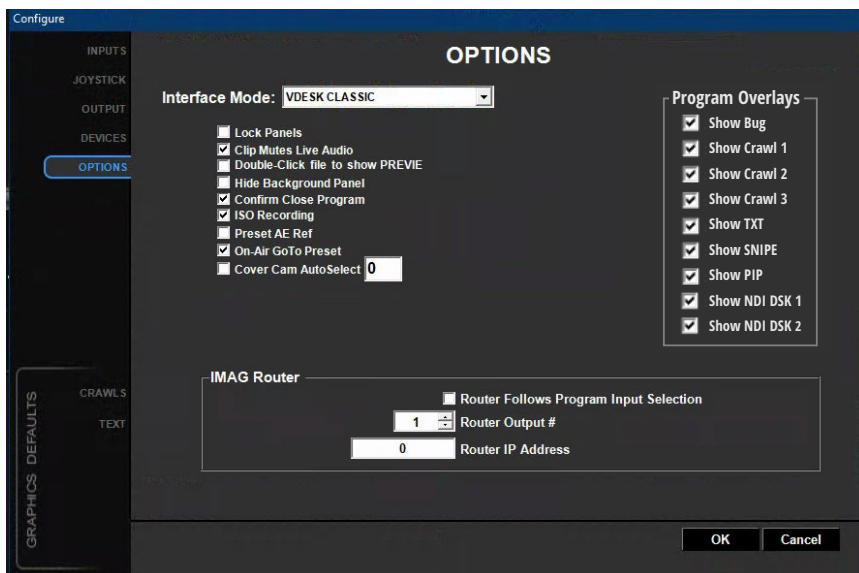 Configure
INPUTS
JOYSTICK
OUTPUT
DEVICES
OPTIONS
GRAPHICS DEFAULTS
CRAWLS
TEXT
OPTIONS
Interface Mode: VDESK CLASSIC
Lock Panels
Clip Mutes Live Audio
Double-Click file to show PREVIE
Hide Background Panel
Confirm Close Program
ISO Recording
Preset AE Ref
On-Air GoTo Preset
Cover Cam AutoSelect 0
Program Overlays
Show Bug
Show Crawl 1
Show Crawl 2
Show Crawl 3
Show TXT
Show SNIPE
Show PIP
Show NDI DSK 1
Show NDI DSK 2
IMAG Router
Router Follows Program Input Selection
1 Router Output #
0 Router IP Address
OK Cancel